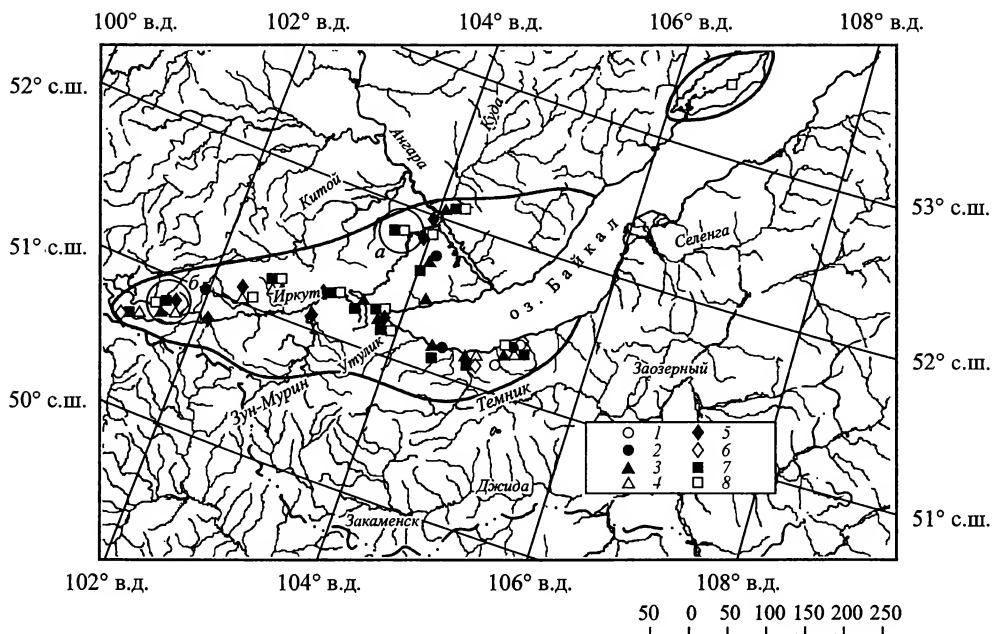 100° в.д. 102° в.д. 104° в.д. 106° в.д. 108° в.д.
52° с.ш.
Куда
Ангара
Китой
53° с.ш.
51° с.ш.
а
Селенга
оз. Байкал
б
Иркут
Утулик
52° с.ш.
Заозерный
50° с.ш.
Зун-Мурин
Темник
1 5
2 6
3 7
4 8
Джида
Закаменск
51° с.ш.
102° в.д. 104° в.д. 106° в.д. 108° в.д.
50 0 50 100 150 200 250